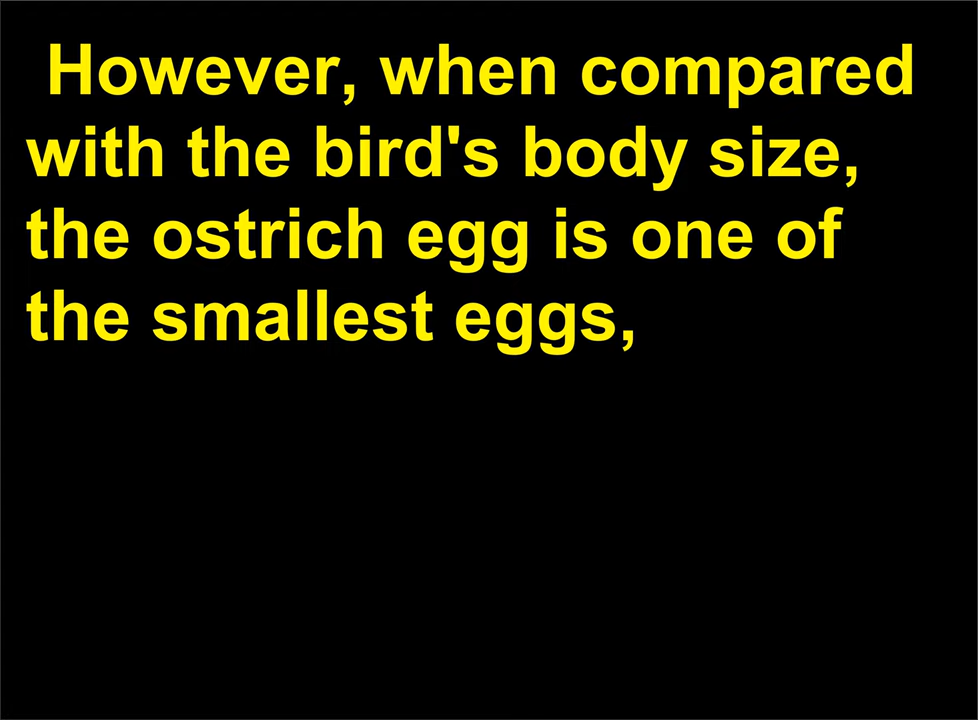 However, when compared
with the bird's body size,
the ostrich egg is one of
the smallest eggs,